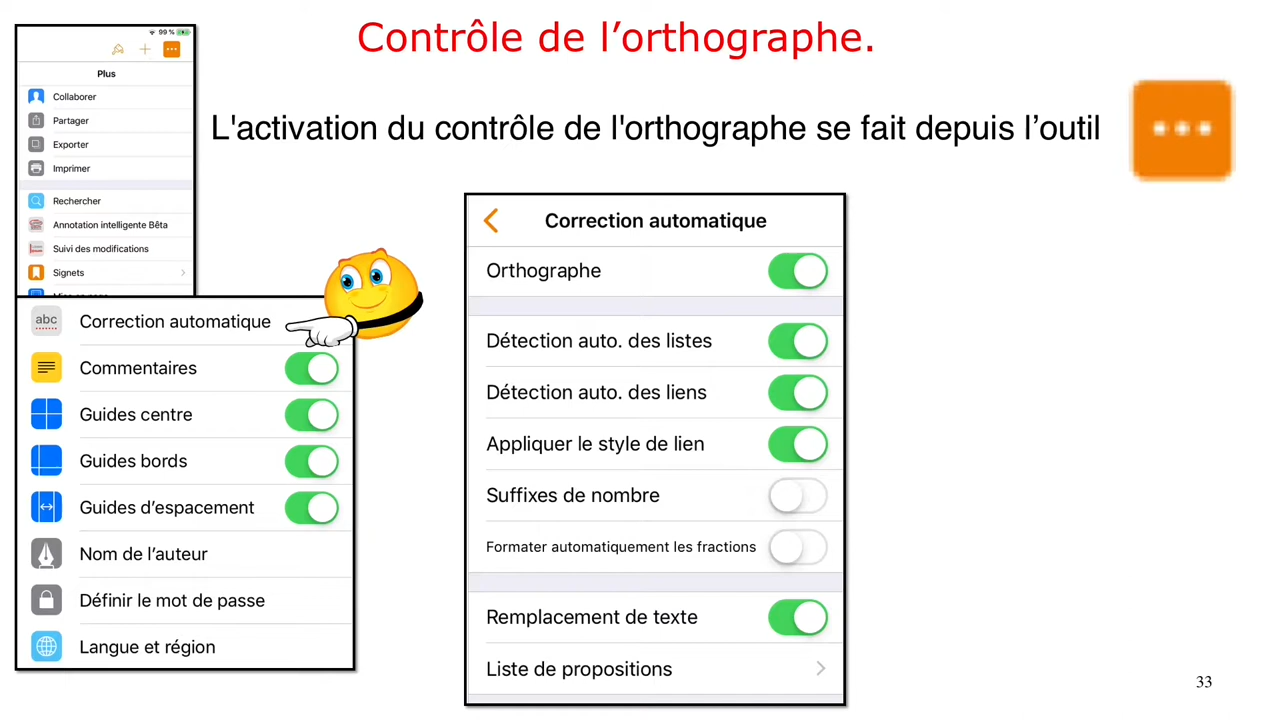 Contrôle de l’orthographe.
L'activation du contrôle de l'orthographe se fait depuis l’outil
99 %
Plus
Collaborer
Partager
Exporter
Imprimer
Rechercher
Annotation intelligente Bêta
Suivi des modifications
Signets
abc
Correction automatique
Commentaires
Guides centre
Guides bords
Guides d’espacement
Nom de l’auteur
Définir le mot de passe
Langue et région
Correction automatique
Orthographe
Détection auto. des listes
Détection auto. des liens
Appliquer le style de lien
Suffixes de nombre
Formater automatiquement les fractions
Remplacement de texte
Liste de propositions
33